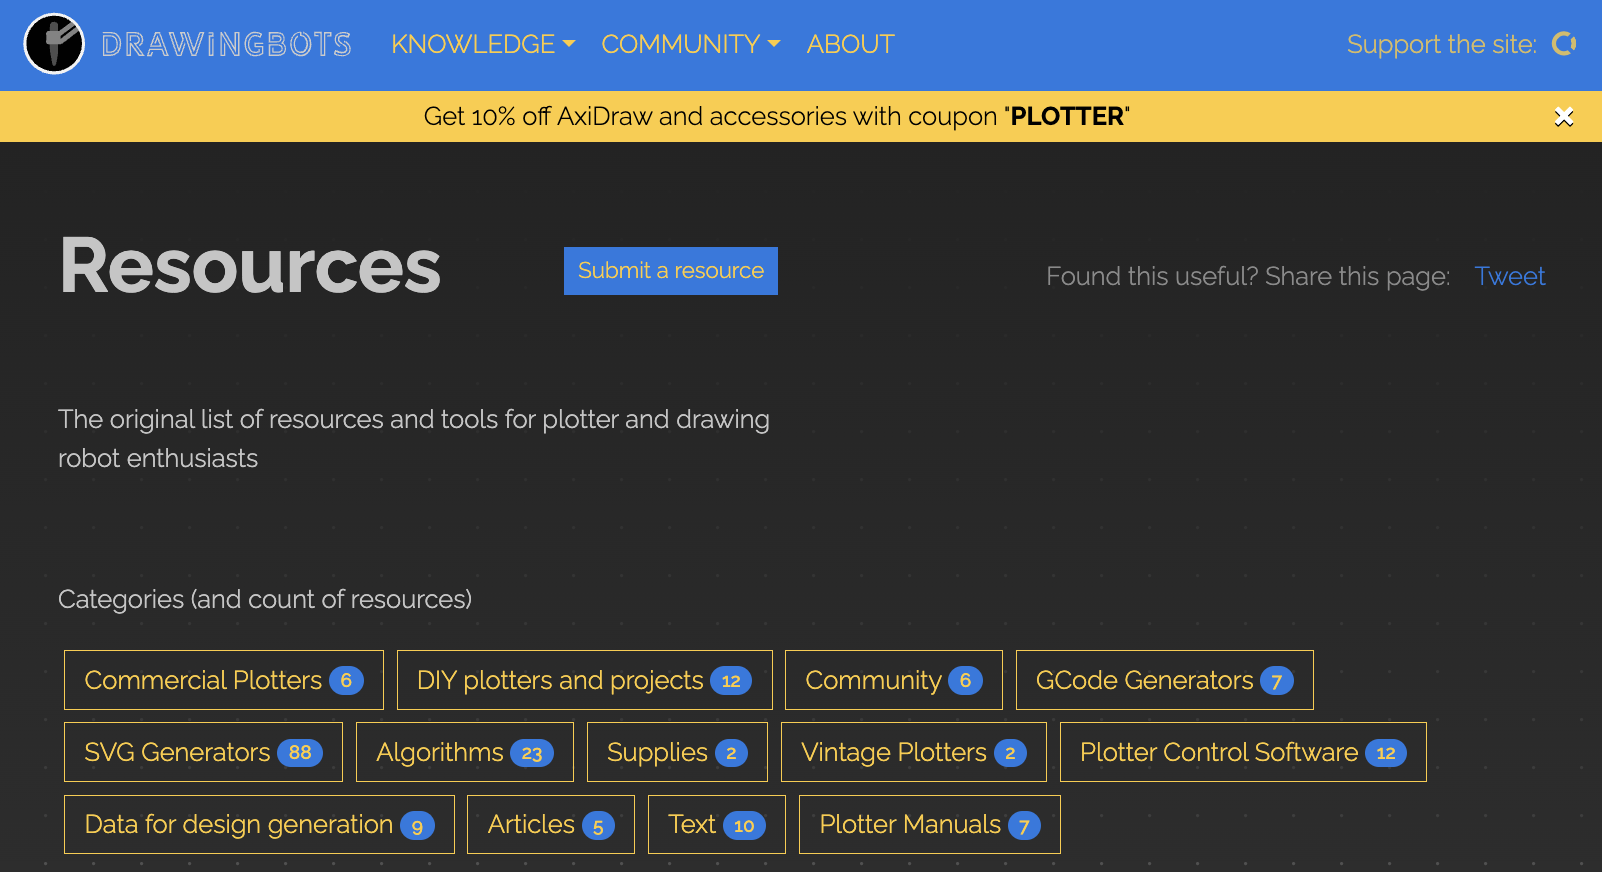 DRAWINGBOTS KNOWLEDGE COMMUNITY ABOUT Support the site:
Get 10% off AxiDraw and accessories with coupon "PLOTTER"
Resources Submit a resource Found this useful? Share this page: Tweet
The original list of resources and tools for plotter and drawing
robot enthusiasts
Categories (and count of resources)
Commercial Plotters 6 DIY plotters and projects 12 Community 6 GCode Generators 7
SVG Generators 88 Algorithms 23 Supplies 2 Vintage Plotters 2 Plotter Control Software 12
Data for design generation 9 Articles 5 Text 10 Plotter Manuals 7